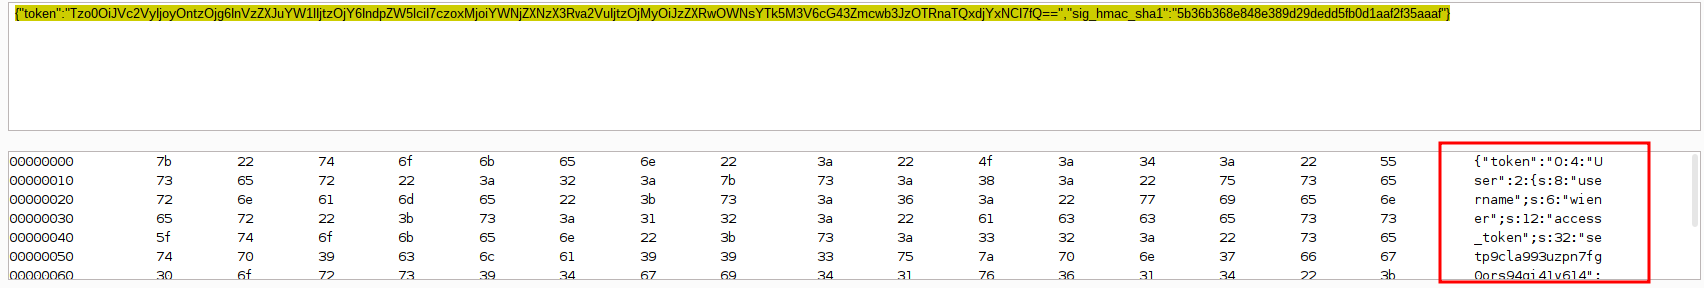 {"token":"Tzo0OiJVc2VyIjoyOntzOjg6InVzZXJuYW1lIjtzOjY6IndpZW5lciI7czoxMjoiYWNjZXNzX3Rva2VuIjtzOjMyOiJzZXRwOWNsYTk5M3V6cG43Zmcwb3JzOTRnaTQxdjYxNCI7fQ==","sig_hmac_sha1":"5b36b368e848e389d29dedd5fb0d1aaf2f35aaaf"}
00000000 7b 22 74 6f 6b 65 6e 22 3a 22 4f 3a 34 3a 22 55 {"token":"O:4:"U
00000010 73 65 72 22 3a 32 3a 7b 73 3a 38 3a 22 75 73 65 ser":2:{s:8:"use
00000020 72 6e 61 6d 65 22 3b 73 3a 36 3a 22 77 69 65 6e rname";s:6:"wien
00000030 65 72 22 3b 73 3a 31 32 3a 22 61 63 63 65 73 73 er";s:12:"access
00000040 5f 74 6f 6b 65 6e 22 3b 73 3a 33 32 3a 22 73 65 _token";s:32:"se
00000050 74 70 39 63 6c 61 39 39 33 75 7a 70 6e 37 66 67 tp9cla993uzpn7fg
00000060 30 6f 72 73 39 34 67 69 34 31 76 36 31 34 22 3b 0ors94gi41v614";